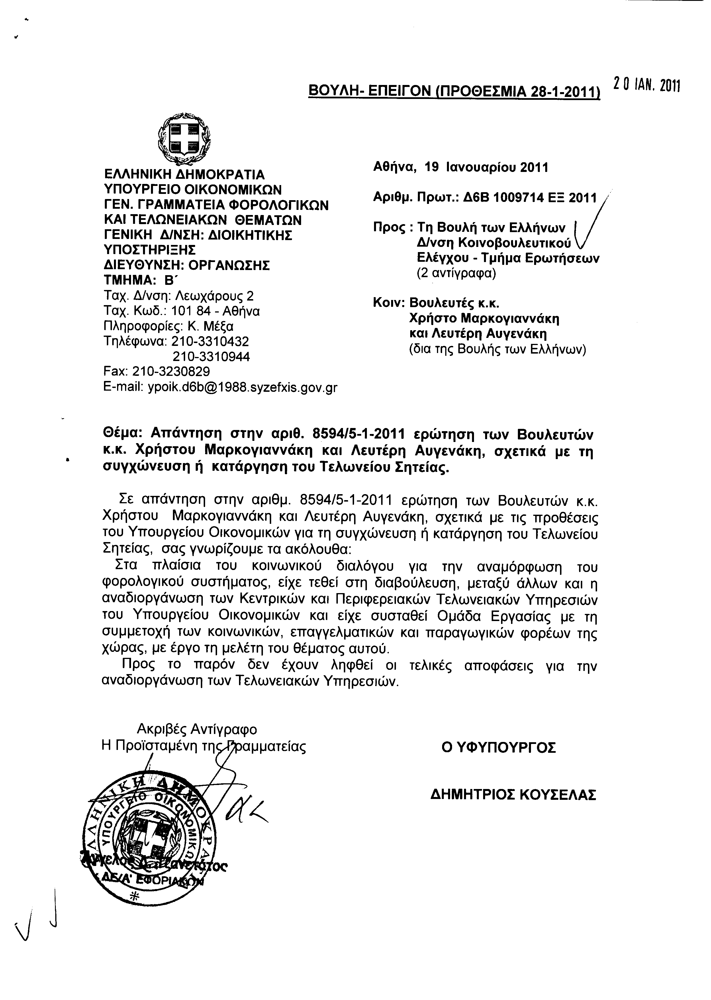 ΒΟΥΛΗ- ΕΠΕΙΓΟΝ (ΠΡΟΘΕΣΜΙΑ 28-1-2011)
20 ΙΑΝ. 2011
ΕΛΛΗΝΙΚΗ ΔΗΜΟΚΡΑΤΙΑ
ΥΠΟΥΡΓΕΙΟ ΟΙΚΟΝΟΜΙΚΩΝ
ΓΕΝ. ΓΡΑΜΜΑΤΕΙΑ ΦΟΡΟΛΟΓΙΚΩΝ
ΚΑΙ ΤΕΛΩΝΕΙΑΚΩΝ ΘΕΜΑΤΩΝ
ΓΕΝΙΚΗ Δ/ΝΣΗ: ΔΙΟΙΚΗΤΙΚΗΣ
ΥΠΟΣΤΗΡΙΞΗΣ
ΔΙΕΥΘΥΝΣΗ: ΟΡΓΑΝΩΣΗΣ
ΤΜΗΜΑ: Β΄
Ταχ. Δ/νση: Λεωχάρους 2
Ταχ. Κωδ.: 101 84 - Αθήνα
Πληροφορίες: Κ. Μέξα
Τηλέφωνα: 210-3310432
210-3310944
Fax: 210-3230829
E-mail: ypoik.d6b@1988.syzefxis.gov.gr
Αθήνα, 19 Ιανουαρίου 2011
Αριθμ. Πρωτ.: Δ6Β 1009714 ΕΞ 2011
Προς : Τη Βουλή των Ελλήνων
Δ/νση Κοινοβουλευτικού
Ελέγχου - Τμήμα Ερωτήσεων
(2 αντίγραφα)
Κοιν: Βουλευτές κ.κ.
Χρήστο Μαρκογιαννάκη
και Λευτέρη Αυγενάκη
(δια της Βουλής των Ελλήνων)
Θέμα: Απάντηση στην αριθ. 8594/5-1-2011 ερώτηση των Βουλευτών
κ.κ. Χρήστου Μαρκογιαννάκη και Λευτέρη Αυγενάκη, σχετικά με τη
συγχώνευση ή κατάργηση του Τελωνείου Σητείας.
Σε απάντηση στην αριθμ. 8594/5-1-2011 ερώτηση των Βουλευτών κ.κ.
Χρήστου Μαρκογιαννάκη και Λευτέρη Αυγενάκη, σχετικά με τις προθέσεις
του Υπουργείου Οικονομικών για τη συγχώνευση ή κατάργηση του Τελωνείου
Σητείας, σας γνωρίζουμε τα ακόλουθα:
Στα πλαίσια του κοινωνικού διαλόγου για την αναμόρφωση του
φορολογικού συστήματος, είχε τεθεί στη διαβούλευση, μεταξύ άλλων και η
αναδιοργάνωση των Κεντρικών και Περιφερειακών Τελωνειακών Υπηρεσιών
του Υπουργείου Οικονομικών και είχε συσταθεί Ομάδα Εργασίας με τη
συμμετοχή των κοινωνικών, επαγγελματικών και παραγωγικών φορέων της
χώρας, με έργο τη μελέτη του θέματος αυτού.
Προς το παρόν δεν έχουν ληφθεί οι τελικές αποφάσεις για την
αναδιοργάνωση των Τελωνειακών Υπηρεσιών.
Ακριβές Αντίγραφο
Η Προϊσταμένη της Γραμματείας
Ο ΥΦΥΠΟΥΡΓΟΣ
ΔΗΜΗΤΡΙΟΣ ΚΟΥΣΕΛΑΣ
ΕΛΛΗΝΙΚΗ ΔΗΜΟΚΡΑΤΙΑ
ΥΠΟΥΡΓΕΙΟ ΟΙΚΟΝΟΜΙΚΩΝ
Άγγελος Δ. Τζανετάτος
ΔΕ/Α' ΕΦΟΡΙΑΚΩΝ